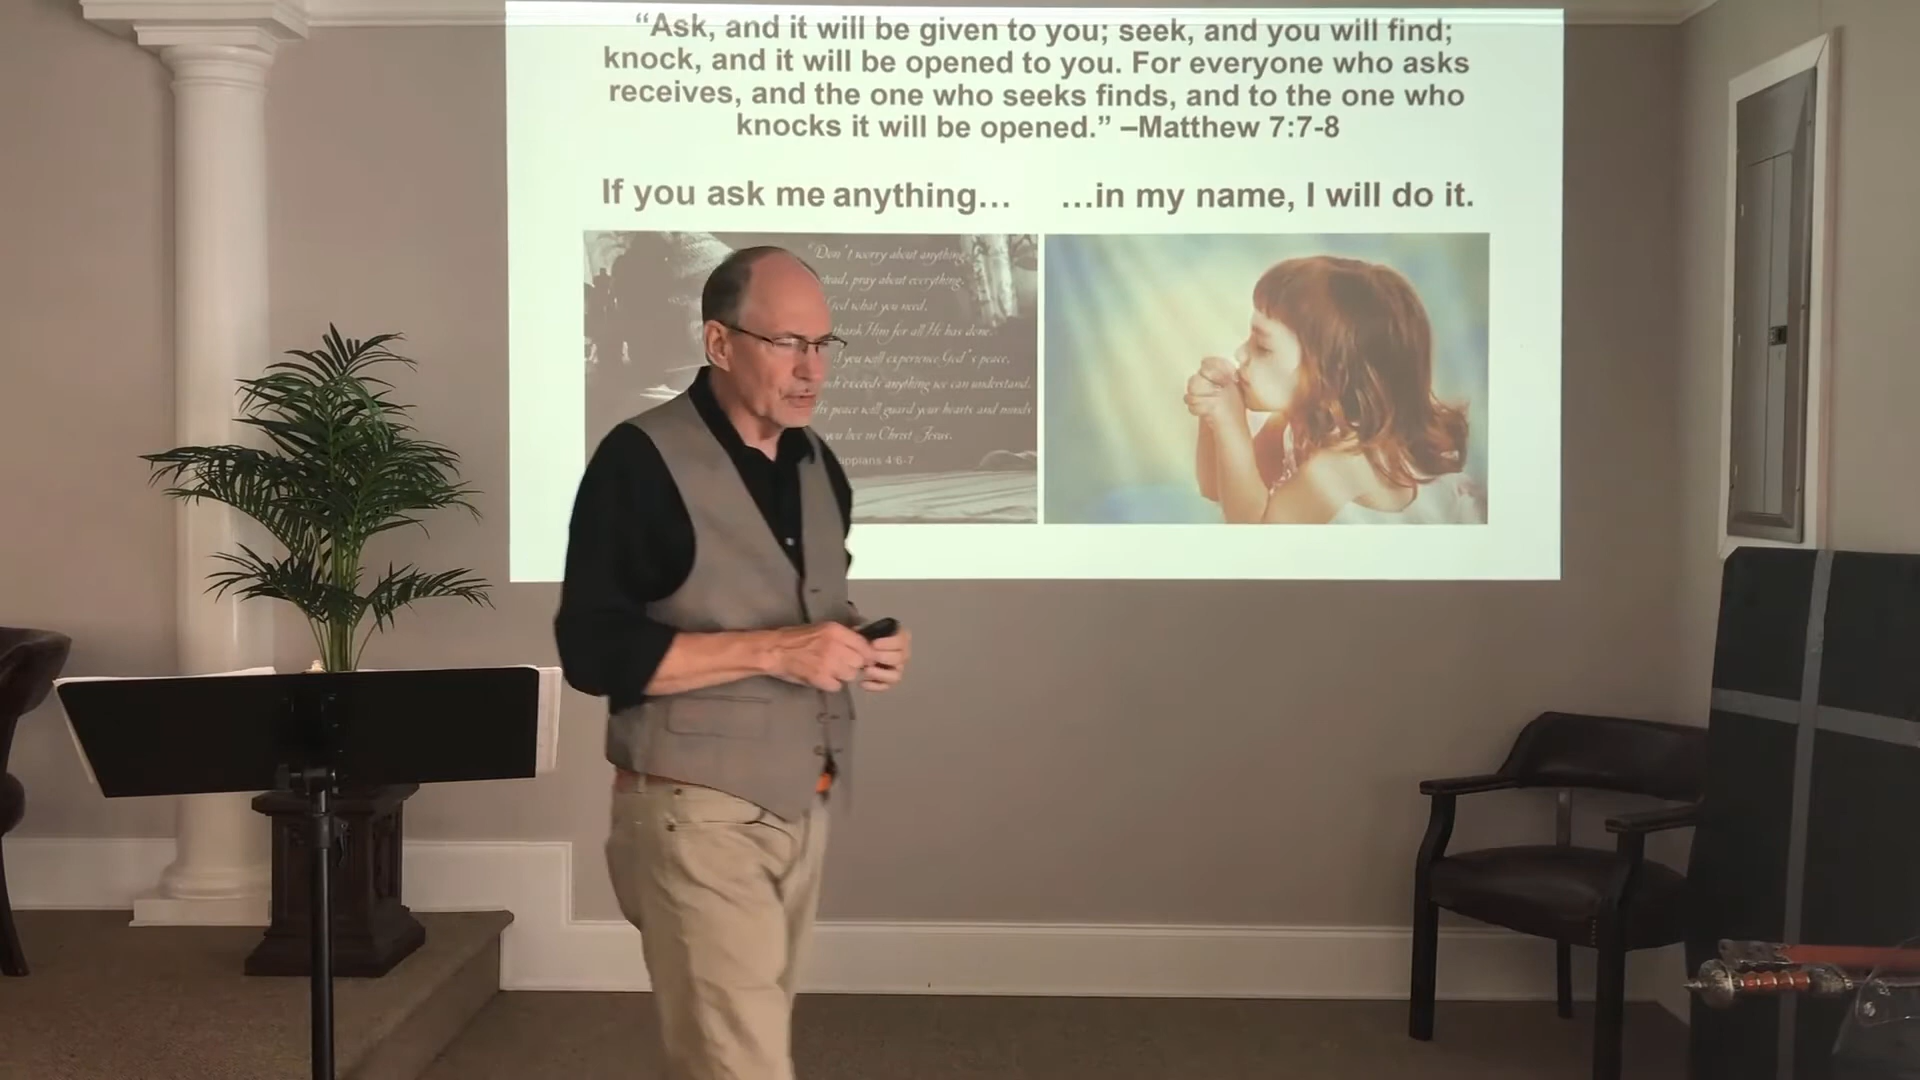 “Ask, and it will be given to you; seek, and you will find;
knock, and it will be opened to you. For everyone who asks
receives, and the one who seeks finds, and to the one who
knocks it will be opened.” –Matthew 7:7-8
If you ask me anything… …in my name, I will do it.
“Don't worry about anything,
pray about everything.
God what you need,
thank Him for all He has done.
you will experience God's peace,
exceeds anything we can understand.
His peace will guard your hearts and minds
you live in Christ Jesus.
4:6-7